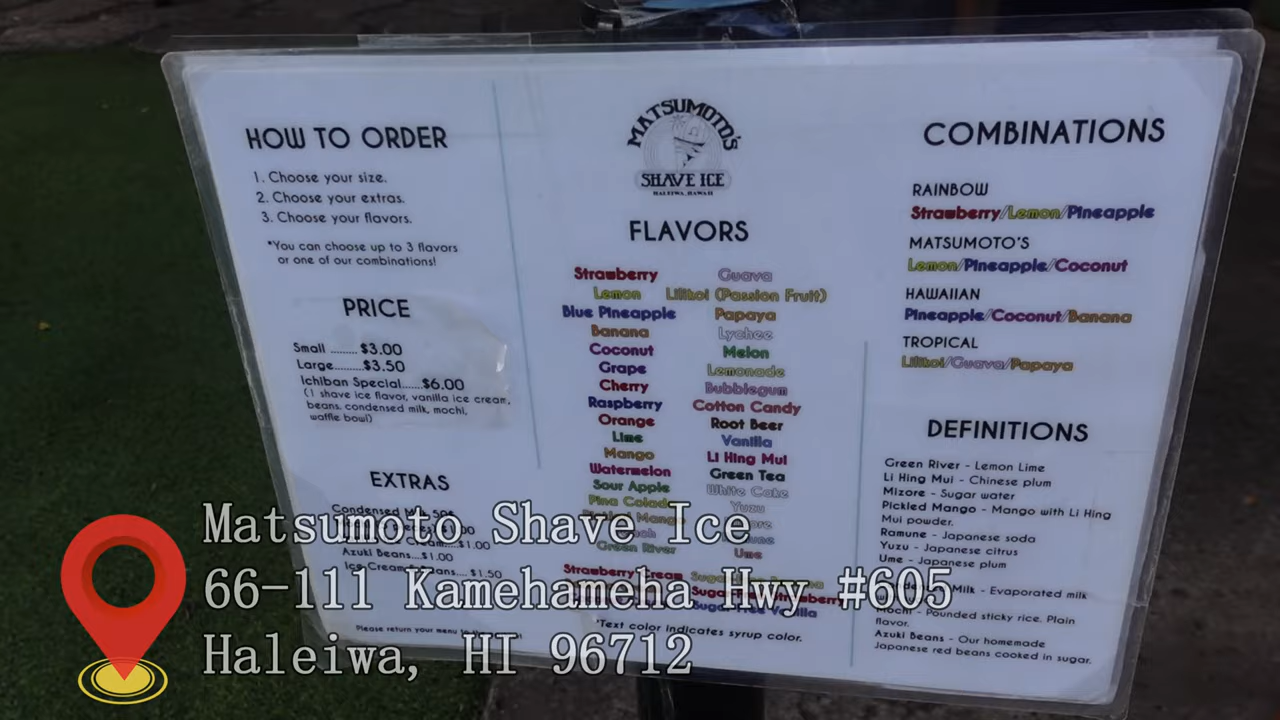 HOW TO ORDER
1. Choose your size.
2. Choose your extras.
3. Choose your flavors.
*You can choose up to 3 flavors
or one of our combinations!
PRICE
Small ........ $3.00
Large.........$3.50
Ichiban Special......$6.00
(1 shave ice flavor, vanilla ice cream,
beans, condensed milk, mochi,
waffle bowl)
EXTRAS
Condensed
$1.00
Azuki Beans...$1.00
Ice Cream
$1.50
Please return your menu
MATSUMOTO'S
SHAVE ICE
HALEIWA, HAWAII
FLAVORS
Strawberry
Lemon
Blue Pineapple
Banana
Coconut
Grape
Cherry
Raspberry
Orange
Lime
Mango
Watermelon
Sour Apple
Pina Colada
Mango
Green River
Guava
Lilikoi (Passion Fruit)
Papaya
Lychee
Melon
Lemonade
Bubblegum
Cotton Candy
Root Beer
Vanilla
Li Hing Mui
Green Tea
White Cake
Yuzu
Ume
Strawberry Cream
Sugar Free Vanilla
*Text color indicates syrup color.
COMBINATIONS
RAINBOW
Strawberry/Lemon/Pineapple
MATSUMOTO'S
Lemon/Pineapple/Coconut
HAWAIIAN
Pineapple/Coconut/Banana
TROPICAL
Lilikoi/Guava/Papaya
DEFINITIONS
Green River - Lemon Lime
Li Hing Mui - Chinese plum
Mizore - Sugar water
Pickled Mango - Mango with Li Hing
Mui powder.
Ramune - Japanese soda
Yuzu - Japanese citrus
Ume - Japanese plum
Milk - Evaporated milk
Mochi - Pounded sticky rice. Plain
flavor.
Azuki Beans - Our homemade
Japanese red beans cooked in sugar.
Matsumoto Shave Ice
66-111 Kamehameha Hwy #605
Haleiwa, HI 96712